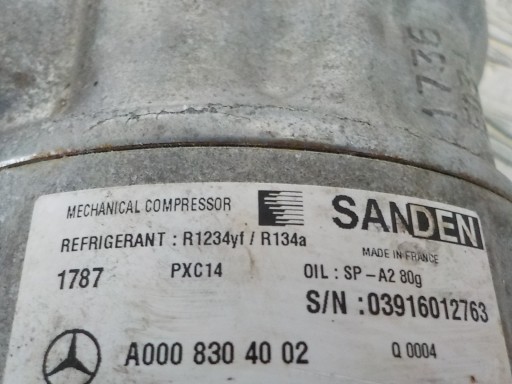 1736
MECHANICAL COMPRESSOR
SANDEN
REFRIGERANT : R1234yf / R134a
MADE IN FRANCE
1787 PXC14 OIL : SP - A2 80g
S/N : 03916012763
A000 830 40 02 Q 0004